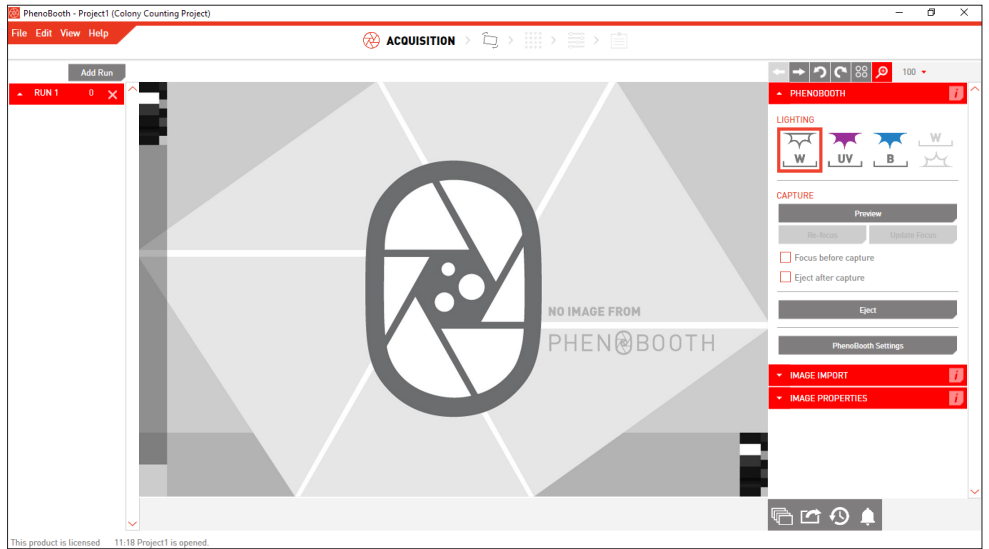 PhenoBooth - Project1 (Colony Counting Project)
File Edit View Help
ACQUISITION
Add Run
100
RUN 1 0
PHENOBOOTH
LIGHTING
W UV B W
CAPTURE
Preview
Re-focus Update Focus
Focus before capture
Eject after capture
Eject
PhenoBooth Settings
IMAGE IMPORT
IMAGE PROPERTIES
NO IMAGE FROM
PHENOBOOTH
This product is licensed 11:18 Project1 is opened.